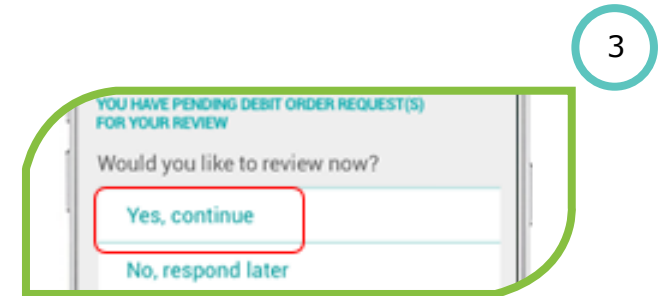 3
YOU HAVE PENDING DEBIT ORDER REQUEST(S)
FOR YOUR REVIEW
Would you like to review now?
Yes, continue
No, respond later